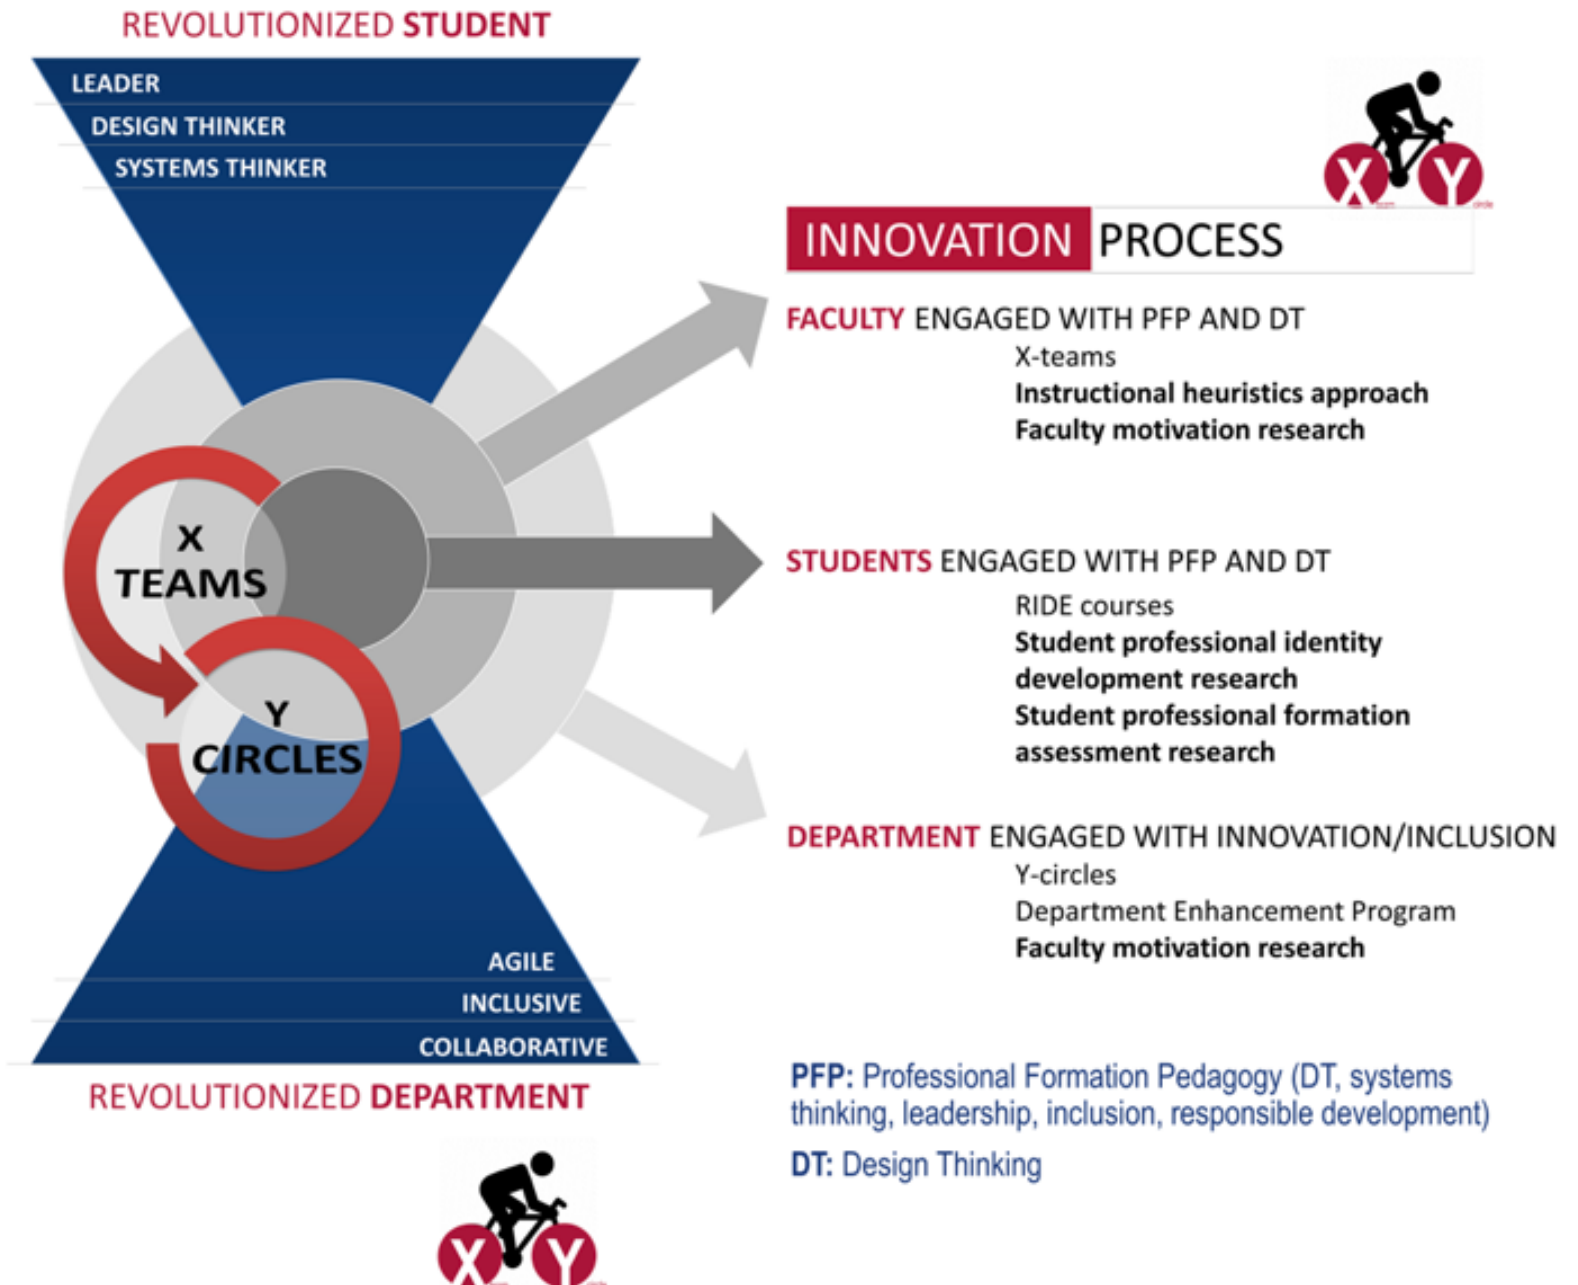 REVOLUTIONIZED STUDENT
LEADER
DESIGN THINKER
SYSTEMS THINKER
X
TEAMS
Y
CIRCLES
AGILE
INCLUSIVE
COLLABORATIVE
REVOLUTIONIZED DEPARTMENT
X Y
X Y
circle
INNOVATION PROCESS
FACULTY ENGAGED WITH PFP AND DT
X-teams
Instructional heuristics approach
Faculty motivation research
STUDENTS ENGAGED WITH PFP AND DT
RIDE courses
Student professional identity
development research
Student professional formation
assessment research
DEPARTMENT ENGAGED WITH INNOVATION/INCLUSION
Y-circles
Department Enhancement Program
Faculty motivation research
PFP: Professional Formation Pedagogy (DT, systems
thinking, leadership, inclusion, responsible development)
DT: Design Thinking